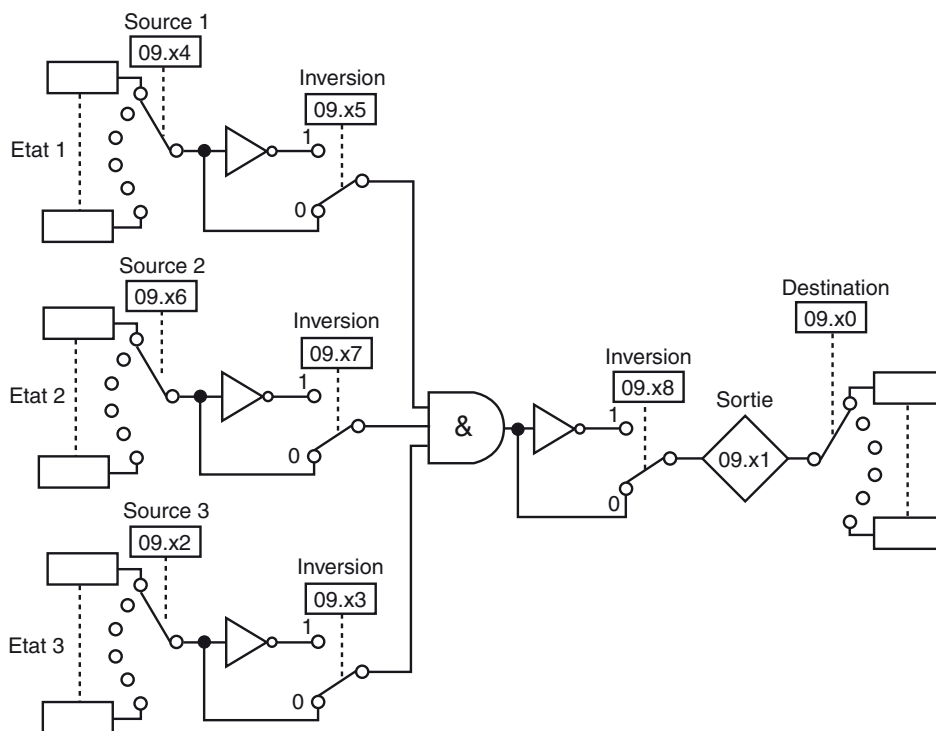 Source 1
09.x4
Inversion
09.x5
1
Etat 1
0
Source 2
09.x6
Inversion
09.x7
1
Etat 2
0
&
Inversion
09.x8
1
0
Sortie
09.x1
Destination
09.x0
Source 3
09.x2
Inversion
09.x3
1
Etat 3
0